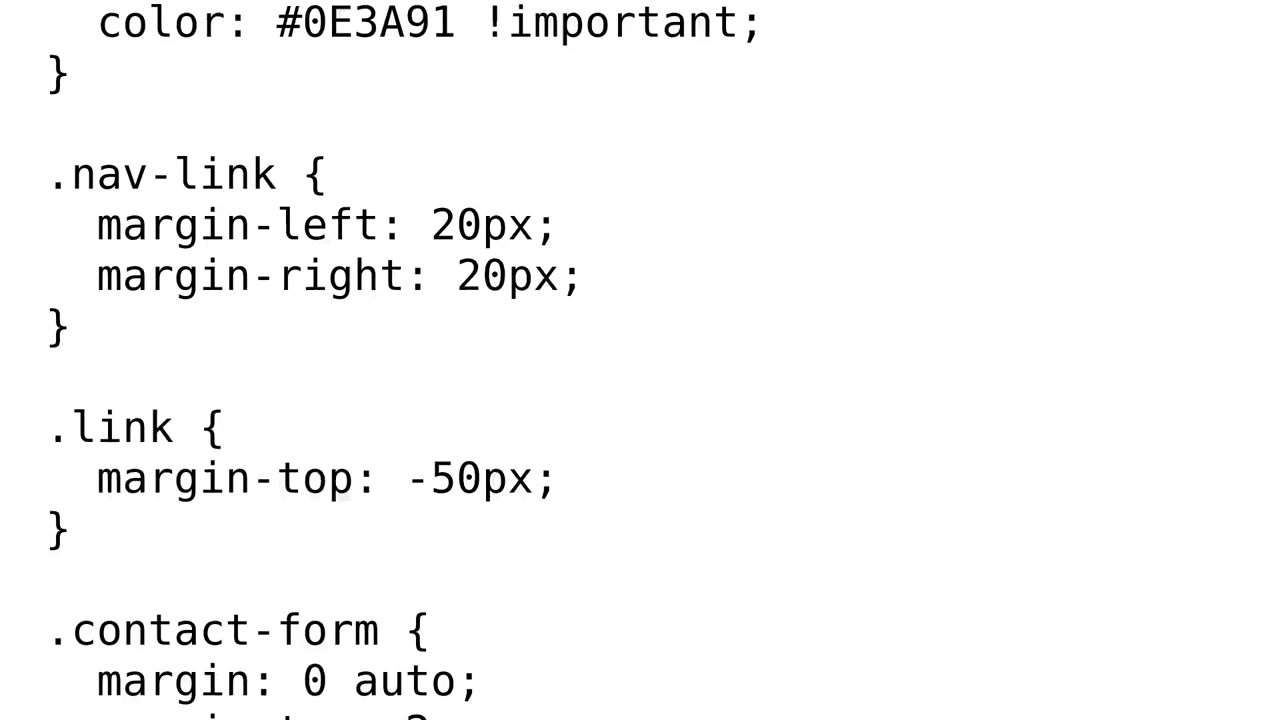 color: #0E3A91 !important;
}
.nav-link {
margin-left: 20px;
margin-right: 20px;
}
.link {
margin-top: -50px;
}
.contact-form {
margin: 0 auto;